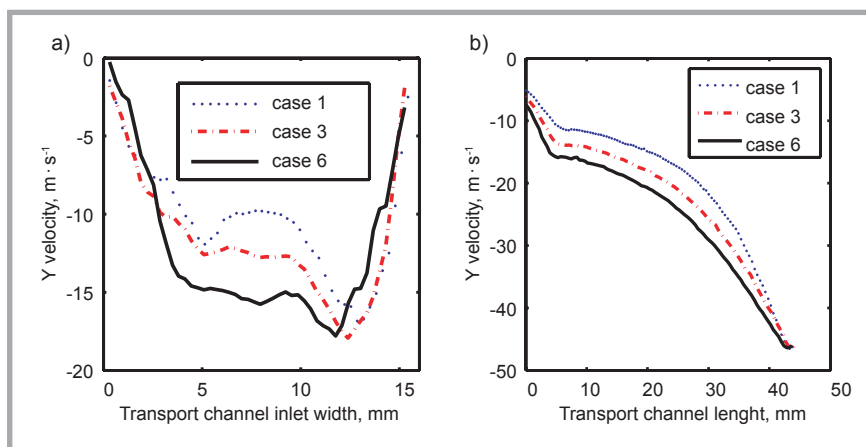 a)
0
-5
-10
-15
-20
Y velocity, m · s⁻¹
case 1
case 3
case 6
0 5 10 15
Transport channel inlet width, mm
b)
0
-10
-20
-30
-40
-50
Y velocity, m · s⁻¹
case 1
case 3
case 6
0 10 20 30 40 50
Transport channel lenght, mm